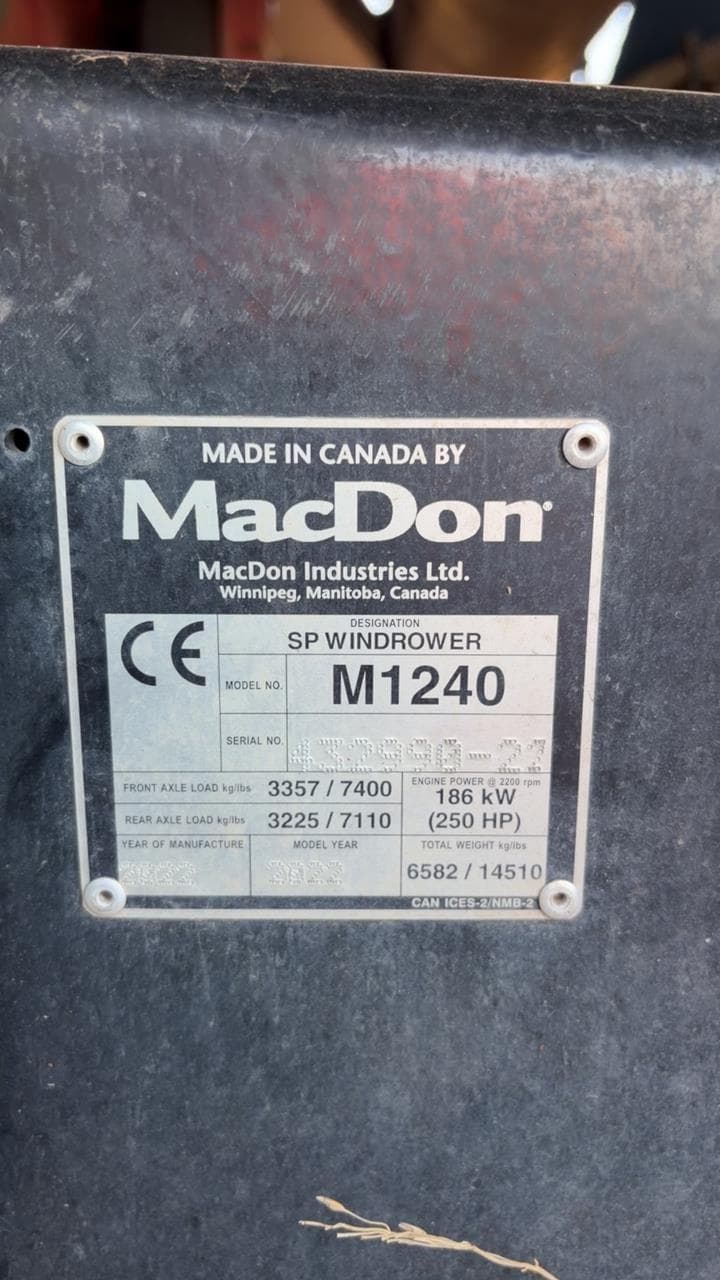 MADE IN CANADA BY
MacDon
MacDon Industries Ltd.
Winnipeg, Manitoba, Canada
CE
DESIGNATION
SP WINDROWER
MODEL NO. M1240
SERIAL NO.
FRONT AXLE LOAD kg/lbs 3357 / 7400
REAR AXLE LOAD kg/lbs 3225 / 7110
ENGINE POWER @ 2200 rpm
186 kW
(250 HP)
YEAR OF MANUFACTURE
2022
MODEL YEAR
2022
TOTAL WEIGHT kg/lbs
6582 / 14510
CAN ICES-2/NMB-2